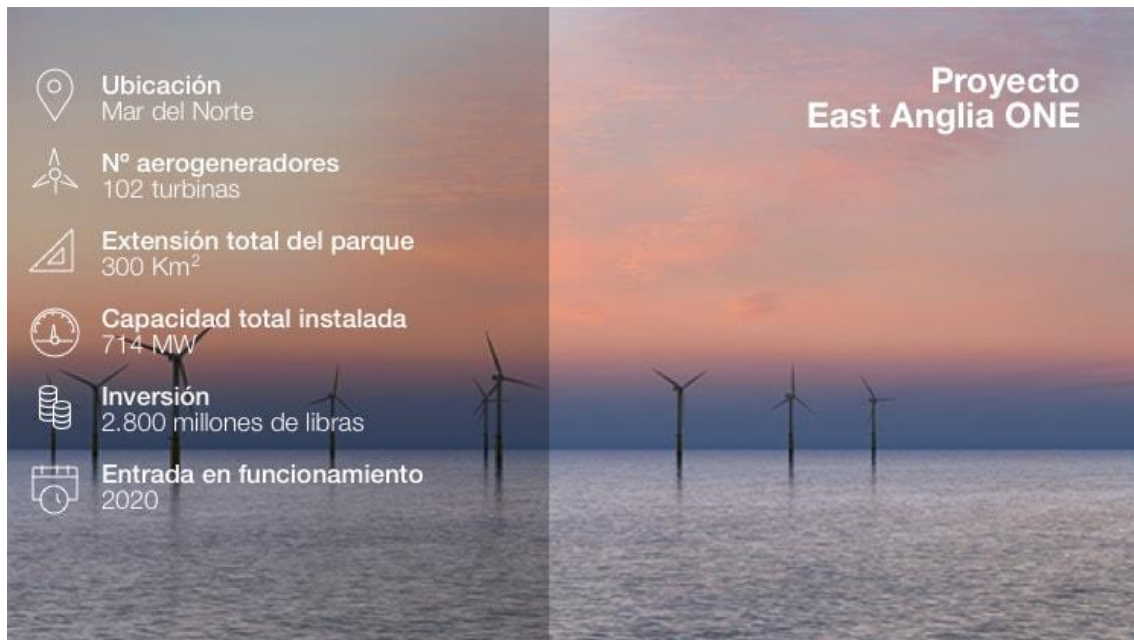 Ubicación
Mar del Norte
Nº aerogeneradores
102 turbinas
Extensión total del parque
300 Km²
Capacidad total instalada
714 MW
Inversión
2.800 millones de libras
Entrada en funcionamiento
2020
Proyecto
East Anglia ONE